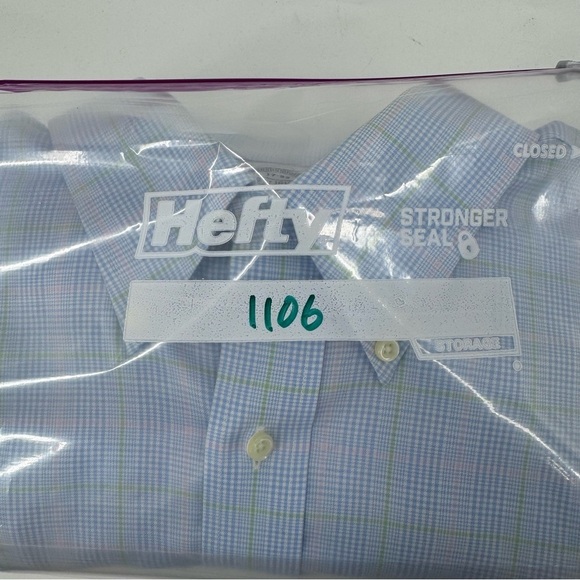 CLOSED
Hefty
STRONGER
SEAL
1106
STORAGE